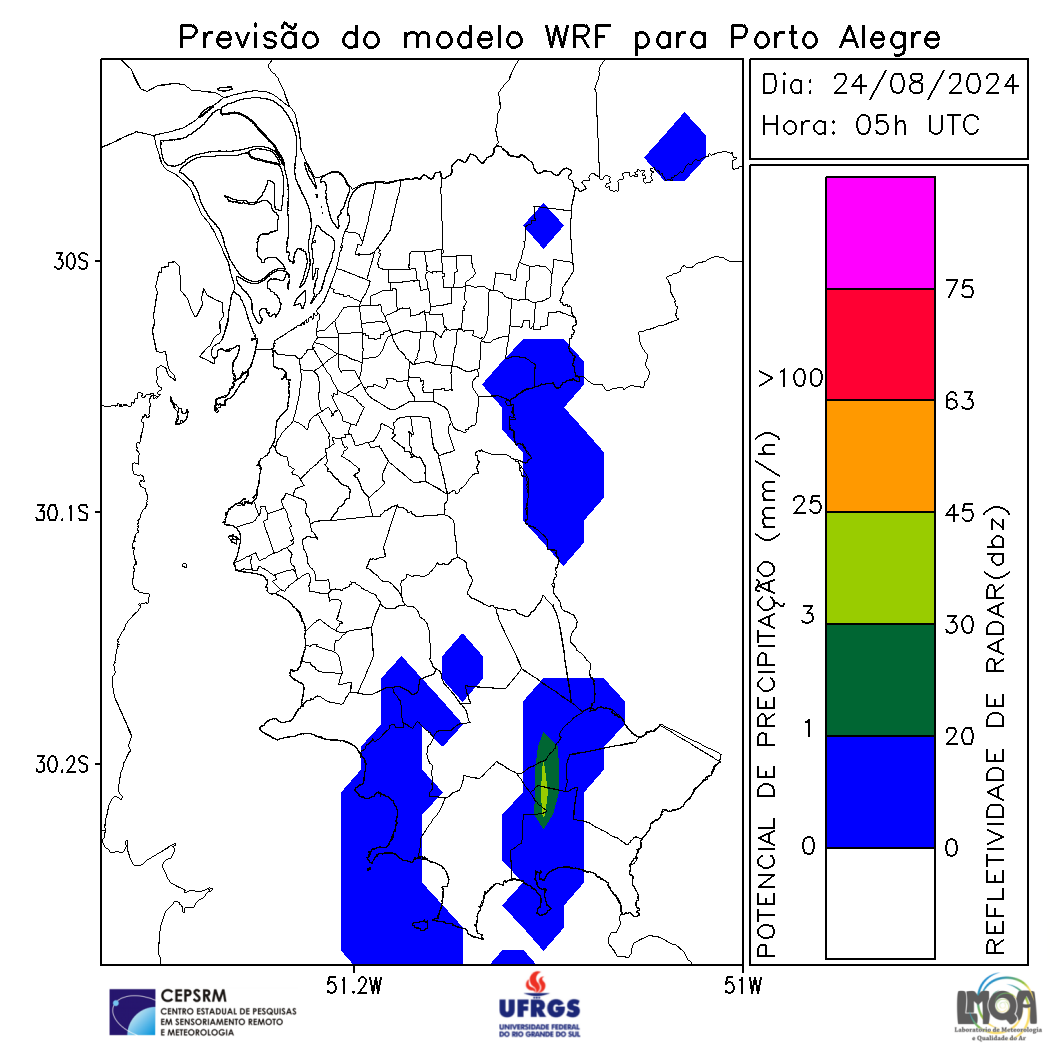 Previsão do modelo WRF para Porto Alegre
Dia: 24/08/2024
Hora: 05h UTC
30S
30.1S
30.2S
51.2W
51W
POTENCIAL DE PRECIPITAÇÃO (mm/h)
>100
25
3
1
0
75
63
45
30
20
0
REFLETIVIDADE DE RADAR(dbz)
CEPSRM
CENTRO ESTADUAL DE PESQUISAS
EM SENSORIAMENTO REMOTO
E METEOROLOGIA
UFRGS
UNIVERSIDADE FEDERAL
DO RIO GRANDE DO SUL
LMQA
Laboratório de Meteorologia
e Qualidade do Ar